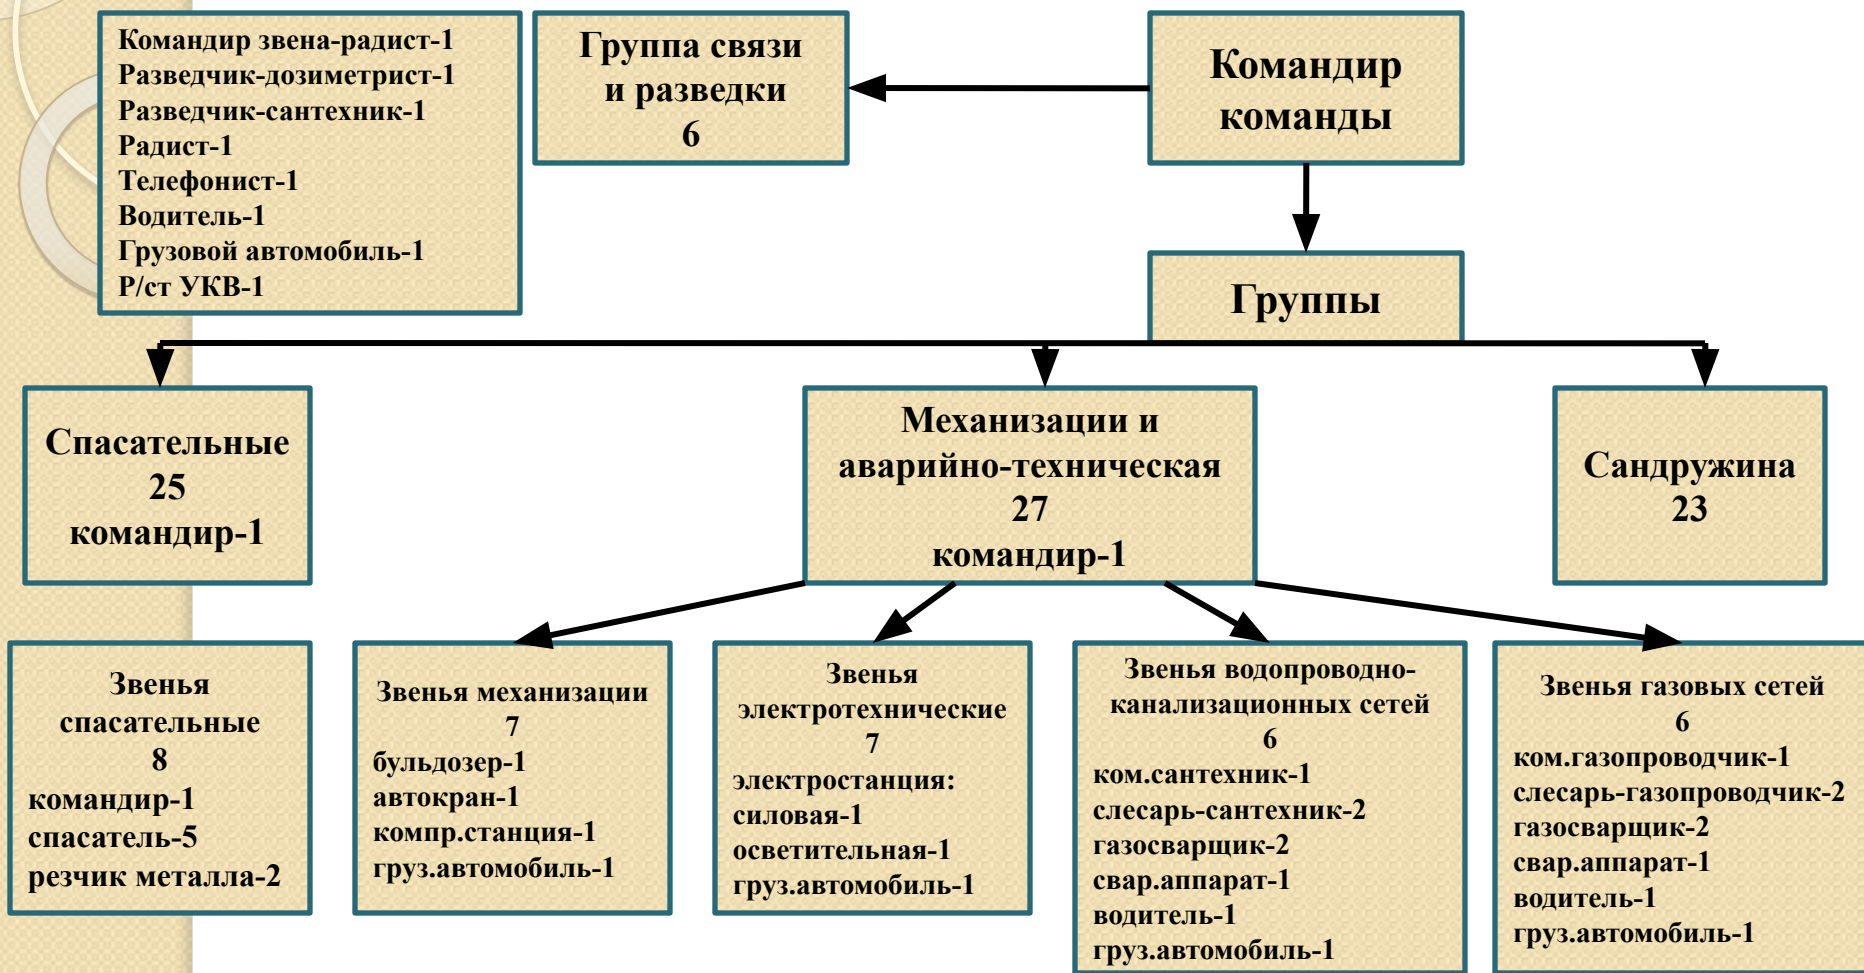 Командир звена-радист-1
Разведчик-дозиметрист-1
Разведчик-сантехник-1
Радист-1
Телефонист-1
Водитель-1
Грузовой автомобиль-1
Р/ст УКВ-1
Группа связи
и разведки
6
Командир
команды
Группы
Спасательные
25
командир-1
Механизации и
аварийно-техническая
27
командир-1
Сандружина
23
Звенья
спасательные
8
командир-1
спасатель-5
резчик металла-2
Звенья механизации
7
бульдозер-1
автокран-1
компр.станция-1
груз.автомобиль-1
Звенья
электротехнические
7
электростанция:
силовая-1
осветительная-1
груз.автомобиль-1
Звенья водопроводно-
канализационных сетей
6
ком.сантехник-1
слесарь-сантехник-2
газосварщик-2
свар.аппарат-1
водитель-1
груз.автомобиль-1
Звенья газовых сетей
6
ком.газопроводчик-1
слесарь-газопроводчик-2
газосварщик-2
свар.аппарат-1
водитель-1
груз.автомобиль-1